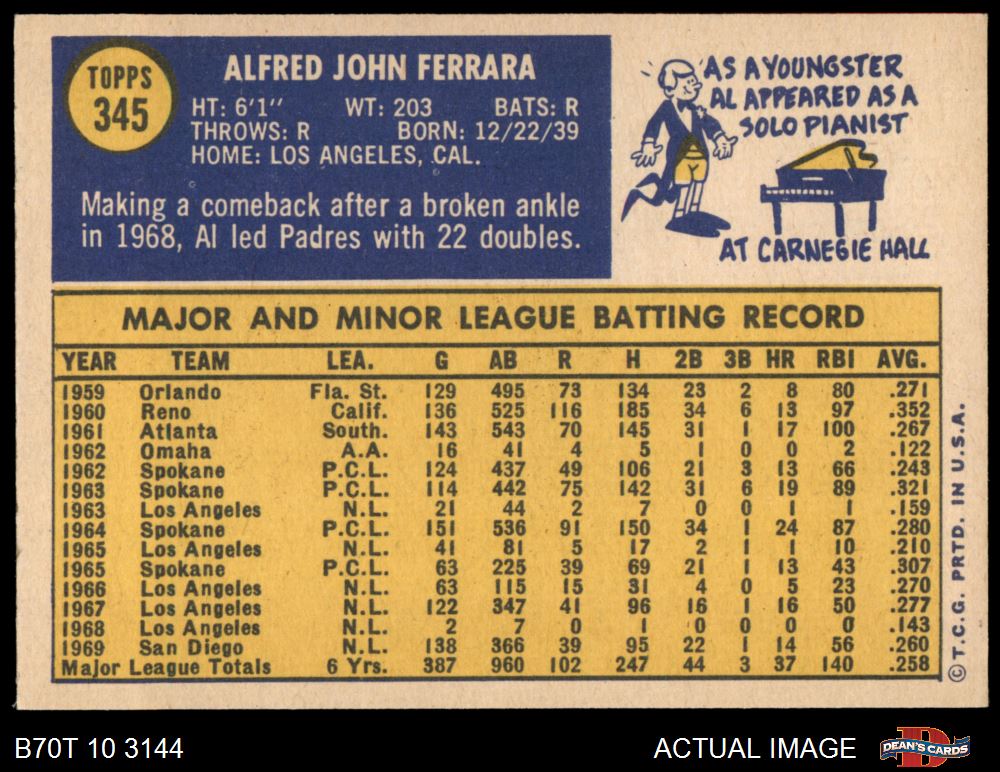 TOPPS
345
ALFRED JOHN FERRARA
HT: 6'1" WT: 203 BATS: R
THROWS: R BORN: 12/22/39
HOME: LOS ANGELES, CAL.
Making a comeback after a broken ankle
in 1968, Al led Padres with 22 doubles.
AS A YOUNGSTER
AL APPEARED AS A
SOLO PIANIST
AT CARNEGIE HALL
MAJOR AND MINOR LEAGUE BATTING RECORD
YEAR TEAM LEA. G AB R H 2B 3B HR RBI AVG.
1959 Orlando Fla. St. 129 495 73 134 23 2 8 80 .271
1960 Reno Calif. 136 525 116 185 34 6 13 97 .352
1961 Atlanta South. 143 543 70 145 31 1 17 100 .267
1962 Omaha A.A. 16 41 4 5 1 0 0 2 .122
1962 Spokane P.C.L. 124 437 49 106 21 3 13 66 .243
1963 Spokane P.C.L. 114 442 75 142 31 6 19 89 .321
1963 Los Angeles N.L. 21 44 2 7 0 0 1 1 .159
1964 Spokane P.C.L. 151 536 91 150 34 1 24 87 .280
1965 Los Angeles N.L. 41 81 5 17 2 1 1 10 .210
1965 Spokane P.C.L. 63 225 39 69 21 1 13 43 .307
1966 Los Angeles N.L. 63 115 15 31 4 0 5 23 .270
1967 Los Angeles N.L. 122 347 41 96 16 1 16 50 .277
1968 Los Angeles N.L. 2 7 0 1 0 0 0 0 .143
1969 San Diego N.L. 138 366 39 95 22 1 14 56 .260
Major League Totals 6 Yrs. 387 960 102 247 44 3 37 140 .258
© T.C.G. PRTD. IN U.S.A.
B70T 10 3144
ACTUAL IMAGE
D
DEAN'S CARDS